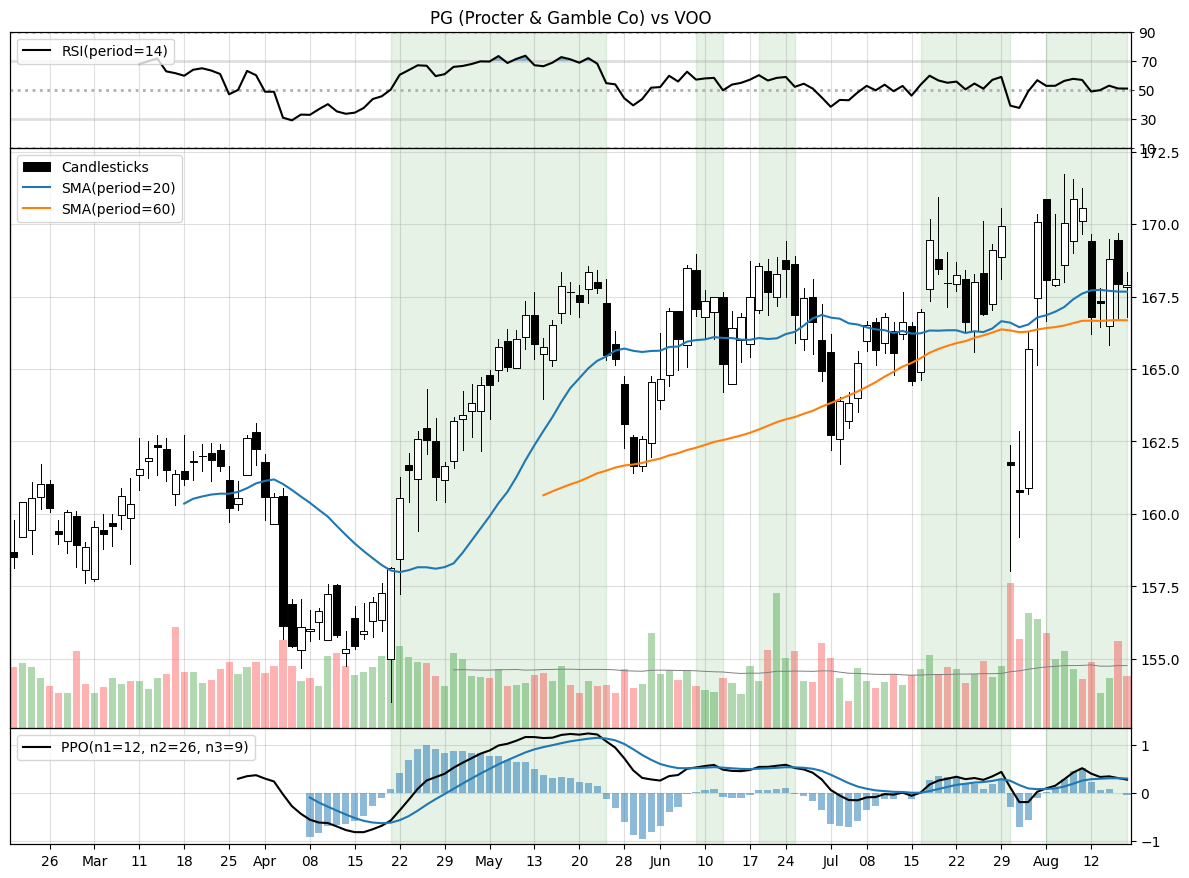 PG (Procter & Gamble Co) vs VOO
RSI(period=14)
90
70
50
30
10
Candlesticks
SMA(period=20)
SMA(period=60)
172.5
170.0
167.5
165.0
162.5
160.0
157.5
155.0
PPO(n1=12, n2=26, n3=9)
1
0
−1
26 Mar 11 18 25 Apr 08 15 22 29 May 13 20 28 Jun 10 17 24 Jul 08 15 22 29 Aug 12